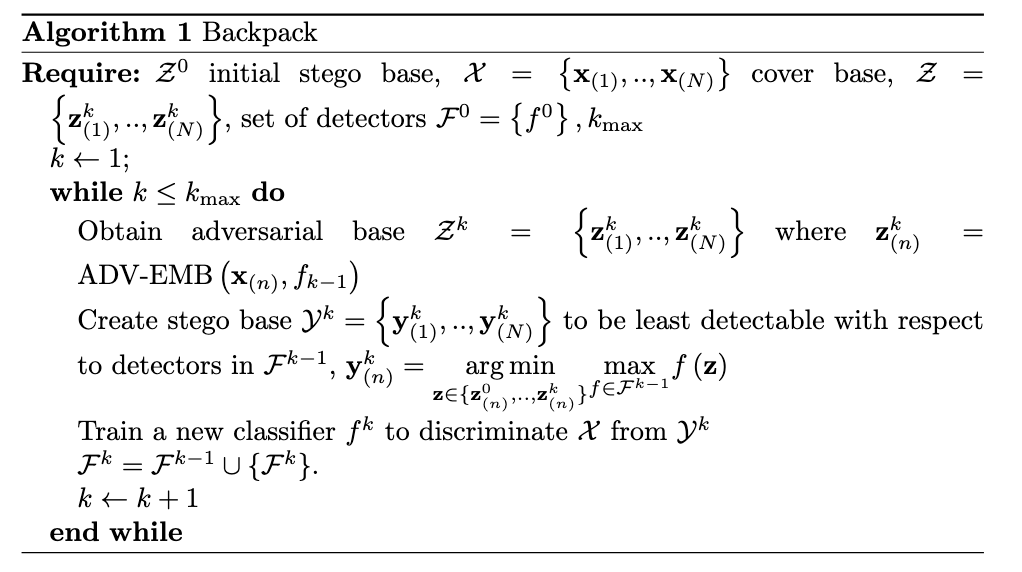 Algorithm 1 Backpack
Require: $\mathcal{Z}^0$ initial stego base, $\mathcal{X} = \left\{\mathbf{x}_{(1)}, .., \mathbf{x}_{(N)}\right\}$ cover base, $\mathcal{Z} =$
$\left\{\mathbf{z}^k_{(1)}, .., \mathbf{z}^k_{(N)}\right\}$, set of detectors $\mathcal{F}^0 = \left\{f^0\right\}, k_{\max}$
$k \leftarrow 1;$
while $k \leq k_{\max}$ do
Obtain adversarial base $\mathcal{Z}^k = \left\{\mathbf{z}^k_{(1)}, .., \mathbf{z}^k_{(N)}\right\}$ where $\mathbf{z}^k_{(n)} =$
ADV-EMB $\left(\mathbf{x}_{(n)}, f_{k-1}\right)$
Create stego base $\mathcal{Y}^k = \left\{\mathbf{y}^k_{(1)}, .., \mathbf{y}^k_{(N)}\right\}$ to be least detectable with respect
to detectors in $\mathcal{F}^{k-1}$, $\mathbf{y}^k_{(n)} = \underset{\mathbf{z} \in \{\mathbf{z}^0_{(n)}, .., \mathbf{z}^k_{(n)}\}}{\arg\min} \underset{f \in \mathcal{F}^{k-1}}{\max} f(\mathbf{z})$
Train a new classifier $f^k$ to discriminate $\mathcal{X}$ from $\mathcal{Y}^k$
$\mathcal{F}^k = \mathcal{F}^{k-1} \cup \{\mathcal{F}^k\}.$
$k \leftarrow k + 1$
end while